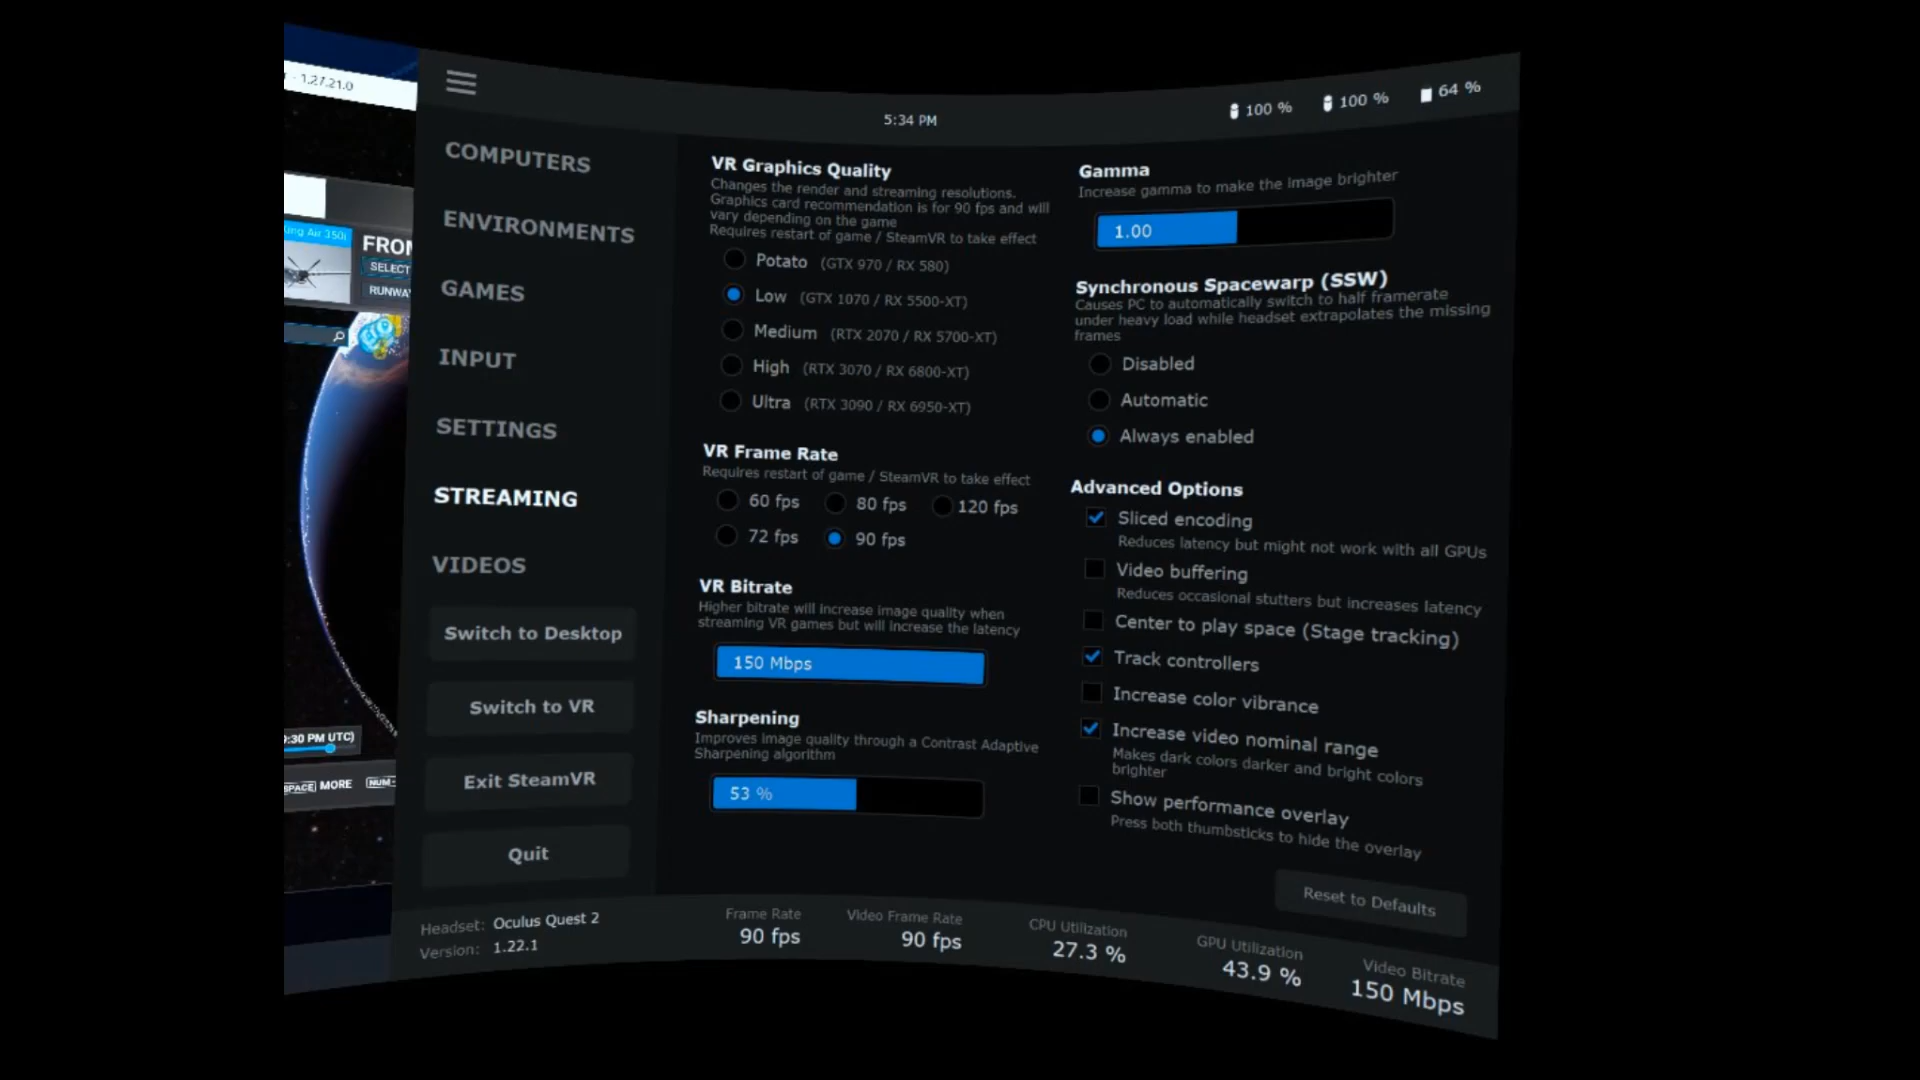 - 1.27.21.0
King Air 350i
FROM
SELECT
RUNWA
9:30 PM UTC)
SPACE MORE NUM
5:34 PM
100 %
100 %
64 %
COMPUTERS
ENVIRONMENTS
GAMES
INPUT
SETTINGS
STREAMING
VIDEOS
Switch to Desktop
Switch to VR
Exit SteamVR
Quit
VR Graphics Quality
Changes the render and streaming resolutions.
Graphics card recommendation is for 90 fps and will
vary depending on the game
Requires restart of game / SteamVR to take effect
Potato (GTX 970 / RX 580)
Low (GTX 1070 / RX 5500-XT)
Medium (RTX 2070 / RX 5700-XT)
High (RTX 3070 / RX 6800-XT)
Ultra (RTX 3090 / RX 6950-XT)
VR Frame Rate
Requires restart of game / SteamVR to take effect
60 fps 80 fps 120 fps
72 fps 90 fps
VR Bitrate
Higher bitrate will increase image quality when
streaming VR games but will increase the latency
150 Mbps
Sharpening
Improves image quality through a Contrast Adaptive
Sharpening algorithm
53 %
Gamma
Increase gamma to make the image brighter
1.00
Synchronous Spacewarp (SSW)
Causes PC to automatically switch to half framerate
under heavy load while headset extrapolates the missing
frames
Disabled
Automatic
Always enabled
Advanced Options
Sliced encoding
Reduces latency but might not work with all GPUs
Video buffering
Reduces occasional stutters but increases latency
Center to play space (Stage tracking)
Track controllers
Increase color vibrance
Increase video nominal range
Makes dark colors darker and bright colors
brighter
Show performance overlay
Press both thumbsticks to hide the overlay
Reset to Defaults
Headset: Oculus Quest 2
Version: 1.22.1
Frame Rate
90 fps
Video Frame Rate
90 fps
CPU Utilization
27.3 %
GPU Utilization
43.9 %
Video Bitrate
150 Mbps